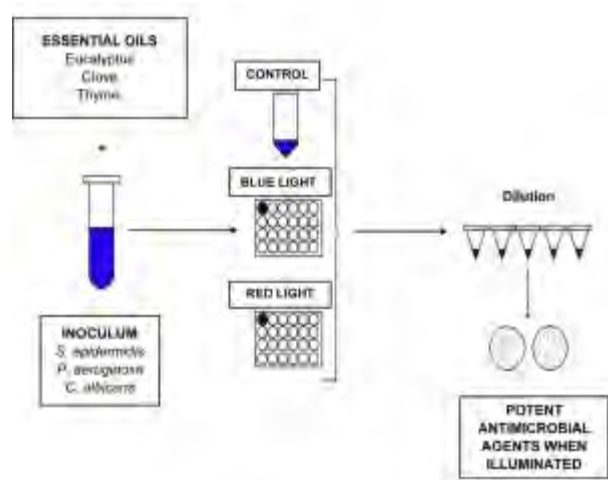 ESSENTIAL OILS
Eucalyptus
Clove
Thyme
+
INOCULUM
S. epidermidis
P. aeruginosa
C. albicans
CONTROL
BLUE LIGHT
RED LIGHT
Dilution
POTENT
ANTIMICROBIAL
AGENTS WHEN
ILLUMINATED